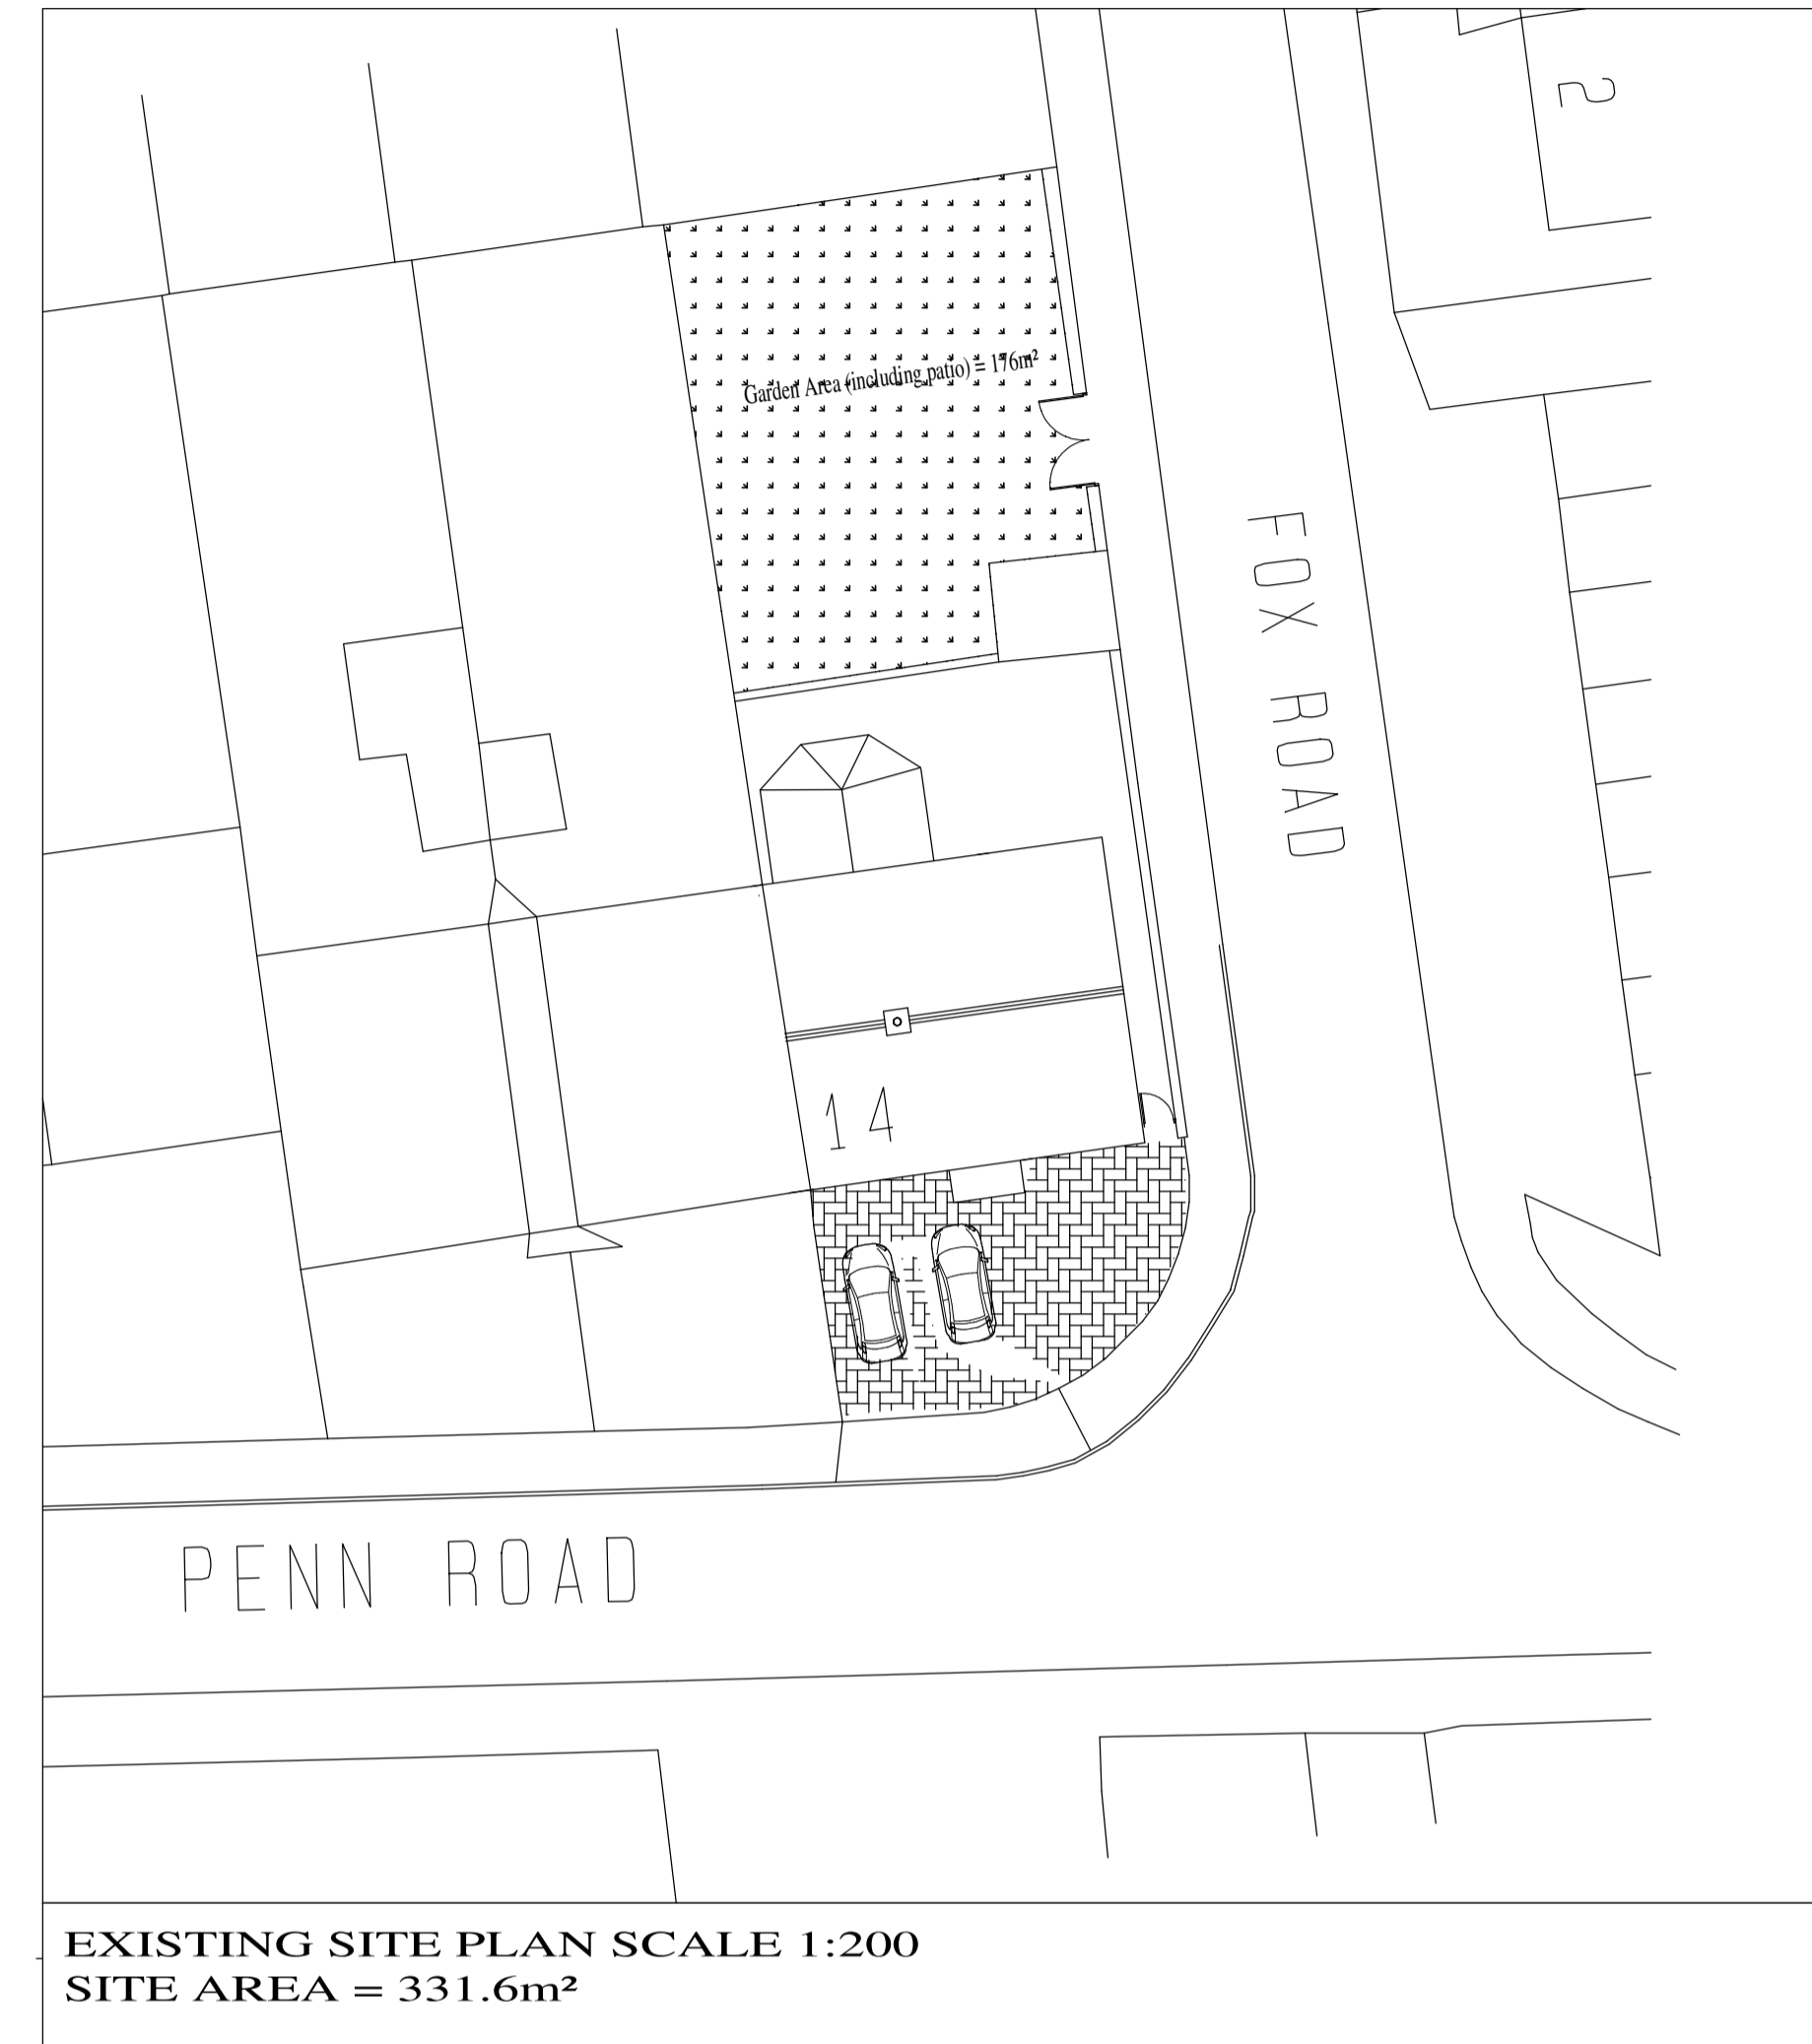 2
Garden Area (including patio) = 176m²
FOX ROAD
14
PENN ROAD
EXISTING SITE PLAN SCALE 1:200
SITE AREA = 331.6m²